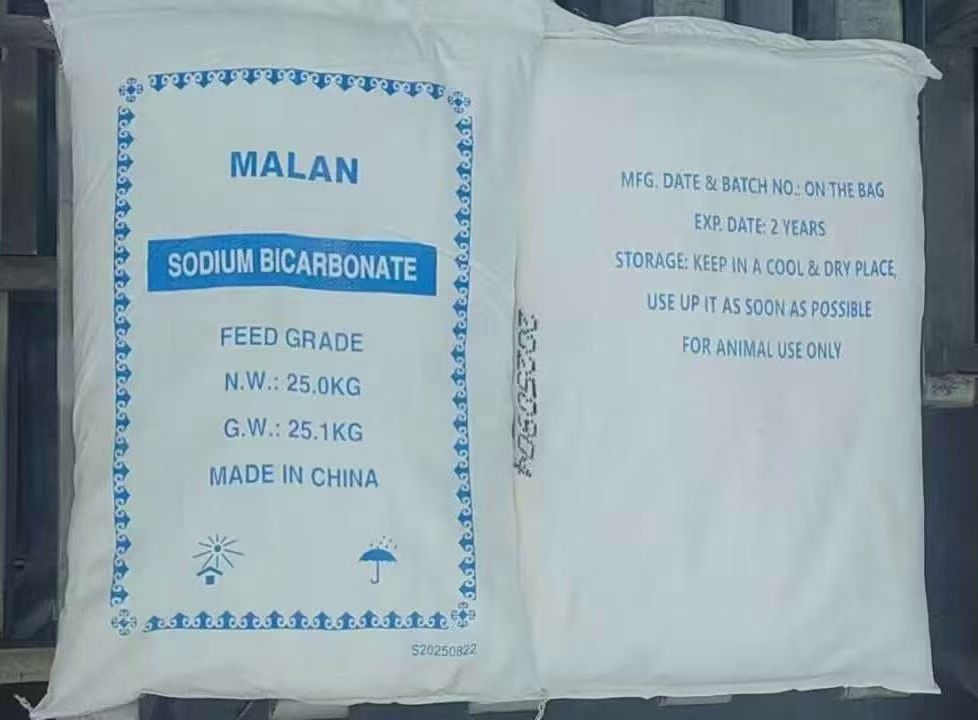 MALAN
SODIUM BICARBONATE
FEED GRADE
N.W.: 25.0KG
G.W.: 25.1KG
MADE IN CHINA
S20250822
20250904
MFG. DATE & BATCH NO.: ON THE BAG
EXP. DATE: 2 YEARS
STORAGE: KEEP IN A COOL & DRY PLACE,
USE UP IT AS SOON AS POSSIBLE
FOR ANIMAL USE ONLY